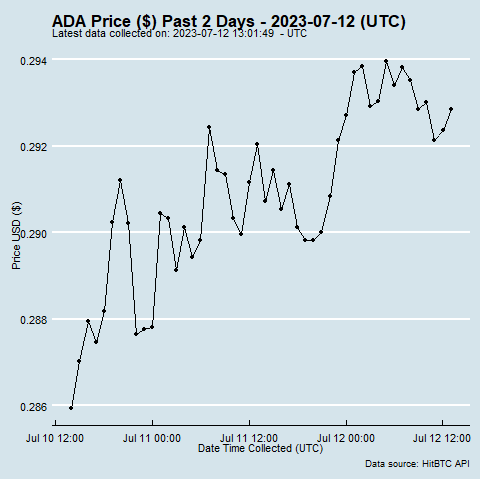 ADA Price ($) Past 2 Days - 2023-07-12 (UTC)
Latest data collected on: 2023-07-12 13:01:49  - UTC
0.294
0.292
0.290
0.288
0.286
Price USD ($)
Jul 10 12:00 Jul 11 00:00 Jul 11 12:00 Jul 12 00:00 Jul 12 12:00
Date Time Collected (UTC)
Data source: HitBTC API